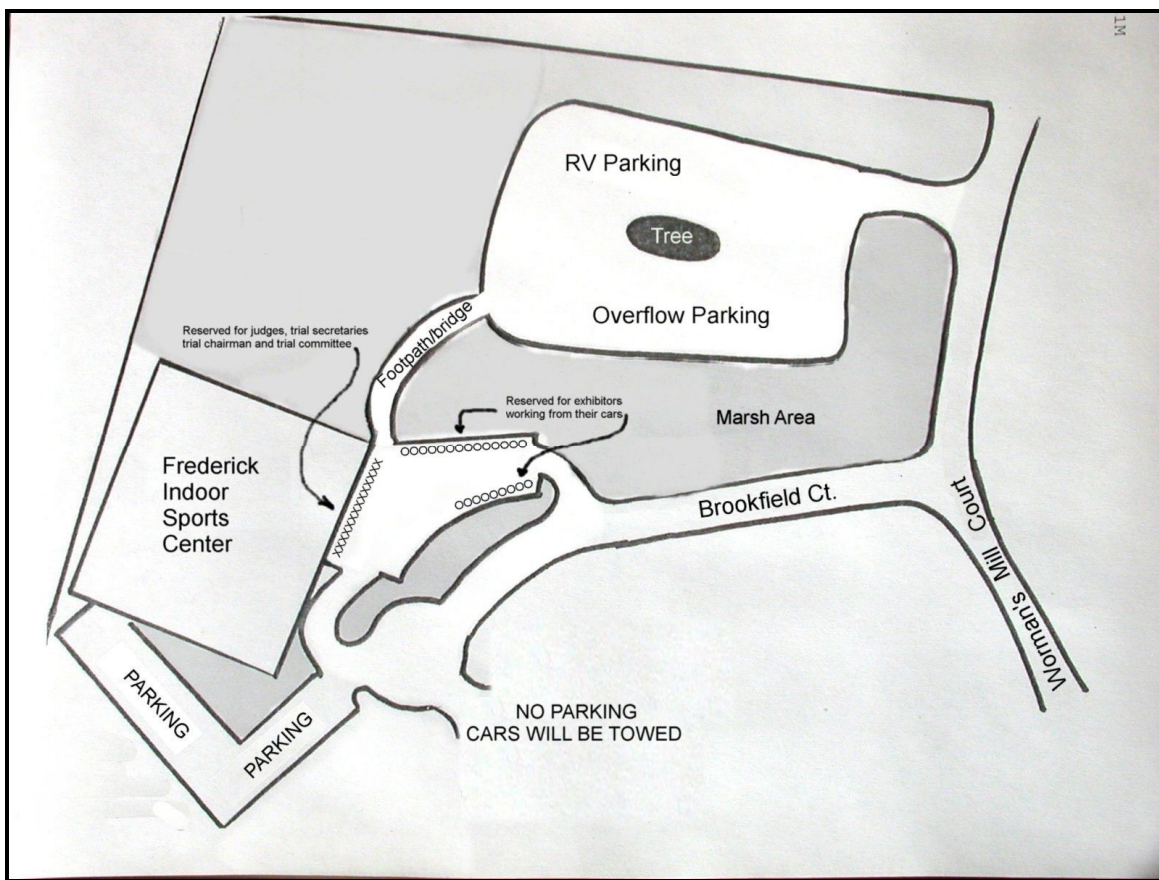 1M
RV Parking
Tree
Overflow Parking
Reserved for judges, trial secretaries
trial chairman and trial committee
Footpath/bridge
Reserved for exhibitors
working from their cars
Marsh Area
Frederick
Indoor
Sports
Center
xxxxxxxxxxxxxxxx
Brookfield Ct.
Worman's Mill Court
PARKING
PARKING
NO PARKING
CARS WILL BE TOWED